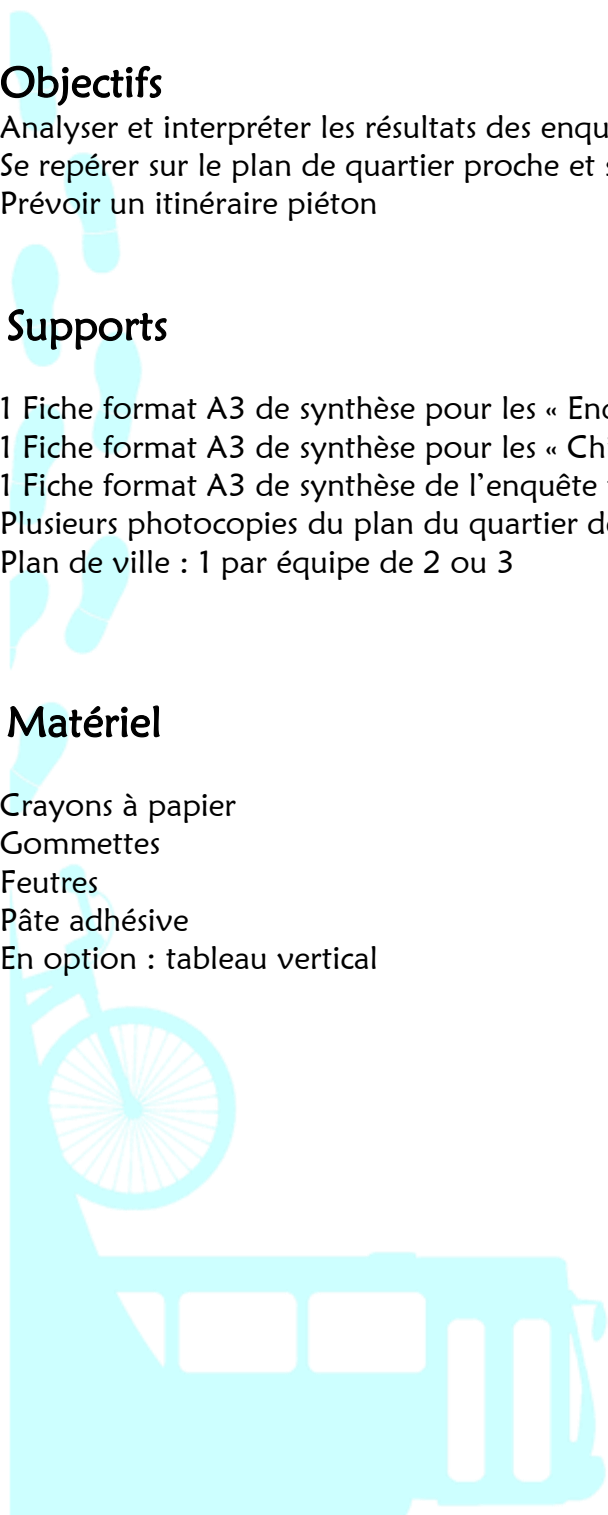 Objectifs
Analyser et interpréter les résultats des
Se repérer sur le plan de quartier proche et
Prévoir un itinéraire piéton
Supports
1 Fiche format A3 de synthèse pour les «
1 Fiche format A3 de synthèse pour les «
1 Fiche format A3 de synthèse de l’enquête
Plusieurs photocopies du plan du quartier
Plan de ville : 1 par équipe de 2 ou 3
Matériel
Crayons à papier
Gommettes
Feutres
Pâte adhésive
En option : tableau vertical